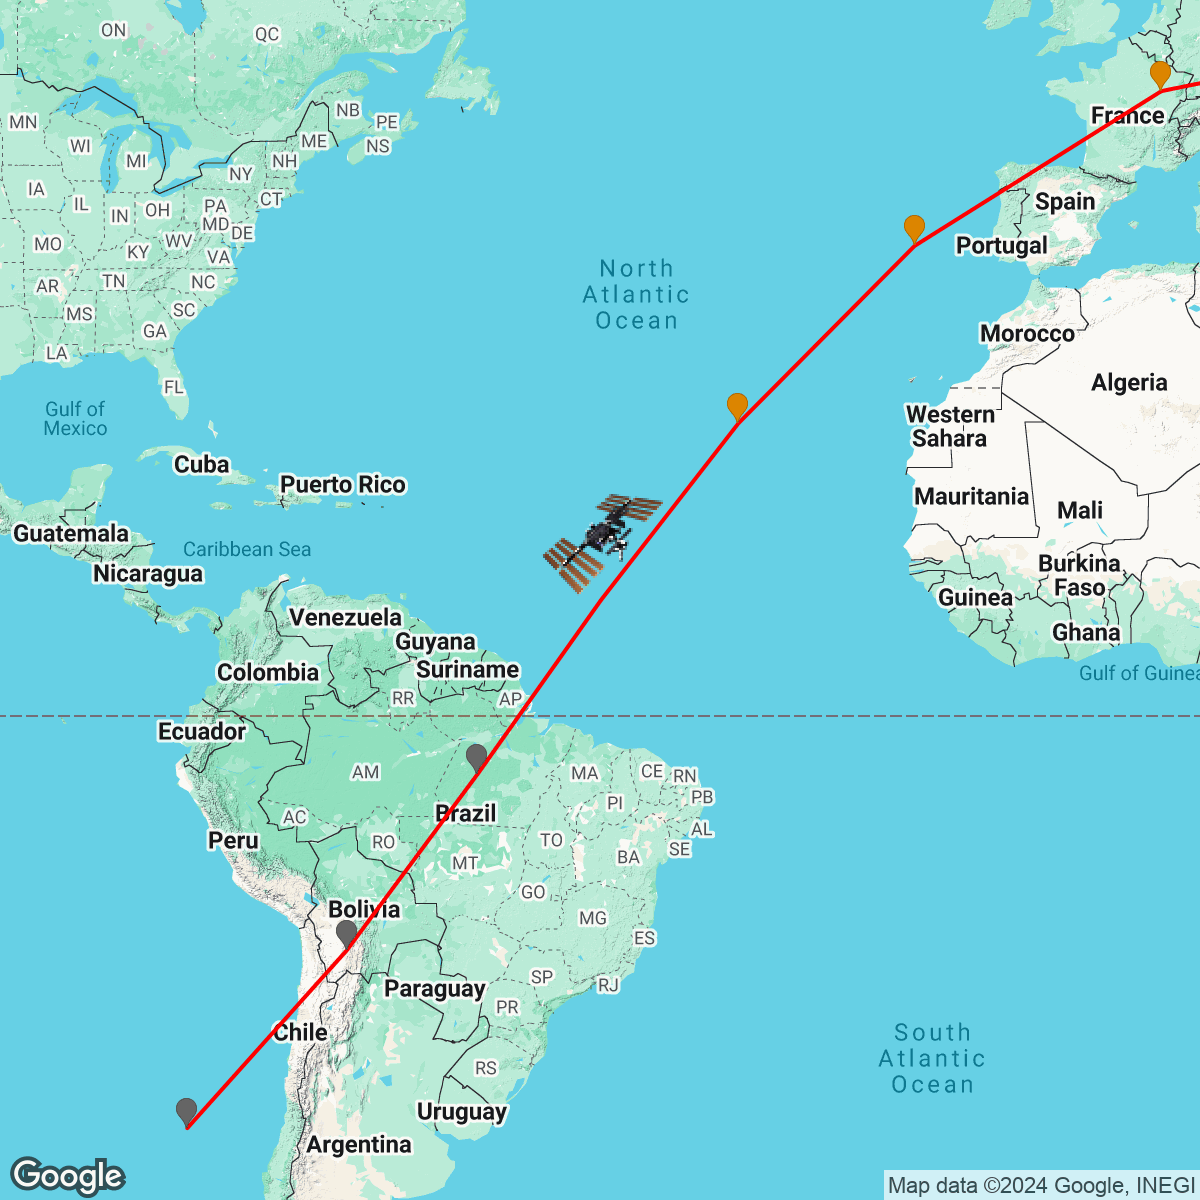 ON
QC
NB
PE
NS
ME
MN
WI
MI
NH
NY
CT
IA
IL
IN
OH
PA
MD
DE
MO
KY
WV
VA
AR
TN
NC
MS
SC
GA
LA
FL
Gulf of
Mexico
Cuba
Puerto Rico
Guatemala
Caribbean Sea
Nicaragua
North
Atlantic
Ocean
France
Spain
Portugal
Morocco
Algeria
Western
Sahara
Mauritania
Mali
Burkina
Faso
Guinea
Ghana
Gulf of Guinea
Venezuela
Guyana
Suriname
Colombia
RR
AP
Ecuador
AM
MA
CE
RN
PB
PI
Brazil
AC
AL
Peru
RO
TO
SE
MT
BA
GO
Bolivia
MG
ES
SP
RJ
Paraguay
PR
Chile
RS
South
Atlantic
Ocean
Uruguay
Argentina
Google
Map data ©2024 Google, INEGI